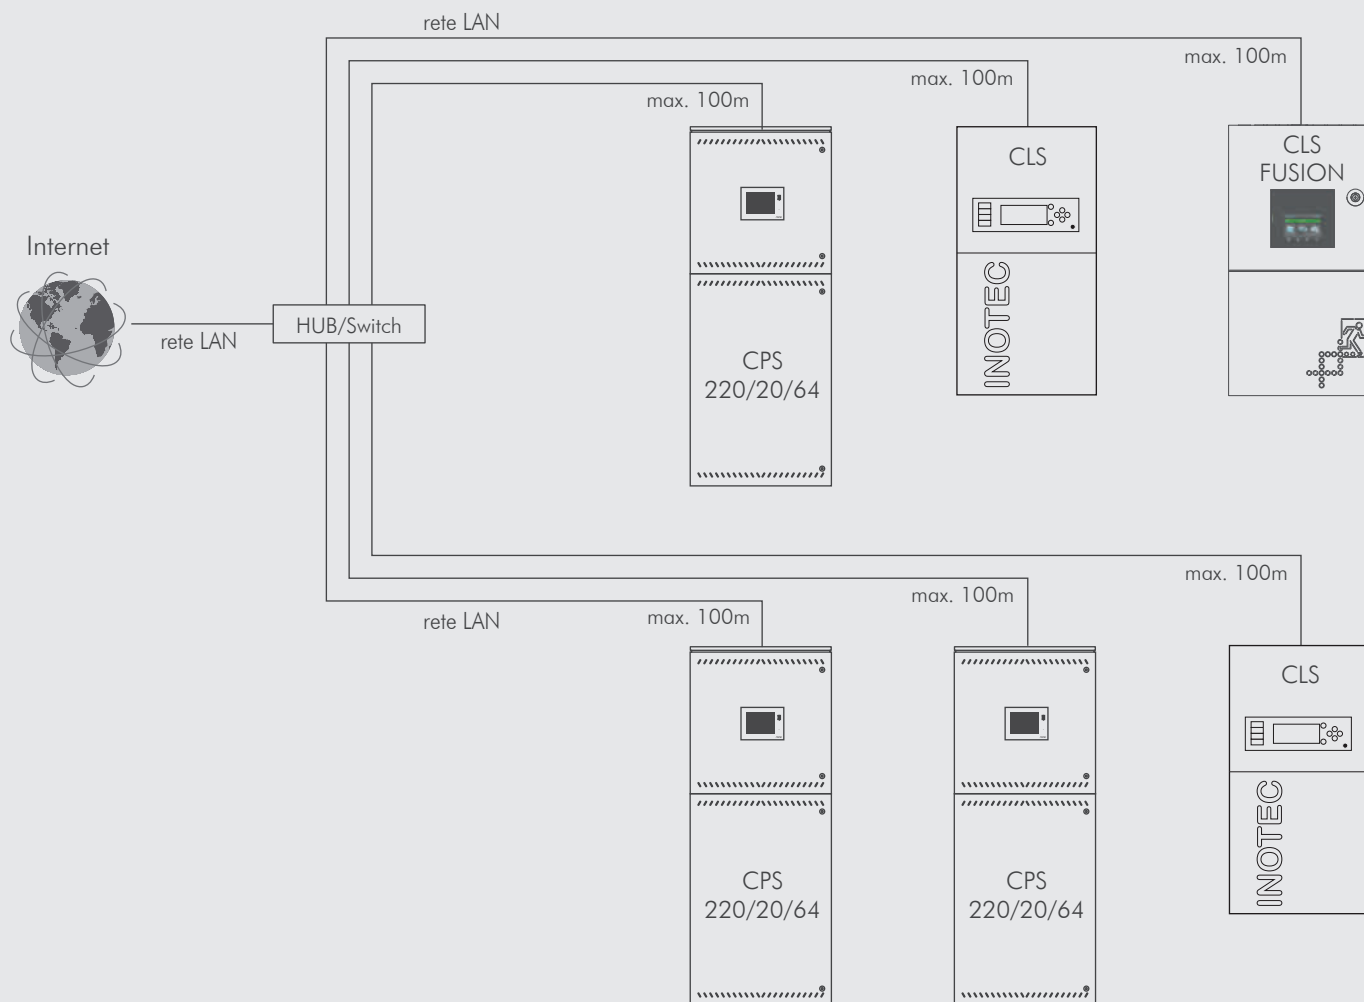 rete LAN
max. 100m
max. 100m
max. 100m
CLS
CLS
FUSION
Internet
rete LAN
HUB/Switch
INOTEC
CPS
220/20/64
max. 100m
max. 100m
rete LAN
max. 100m
CLS
INOTEC
CPS
220/20/64
CPS
220/20/64